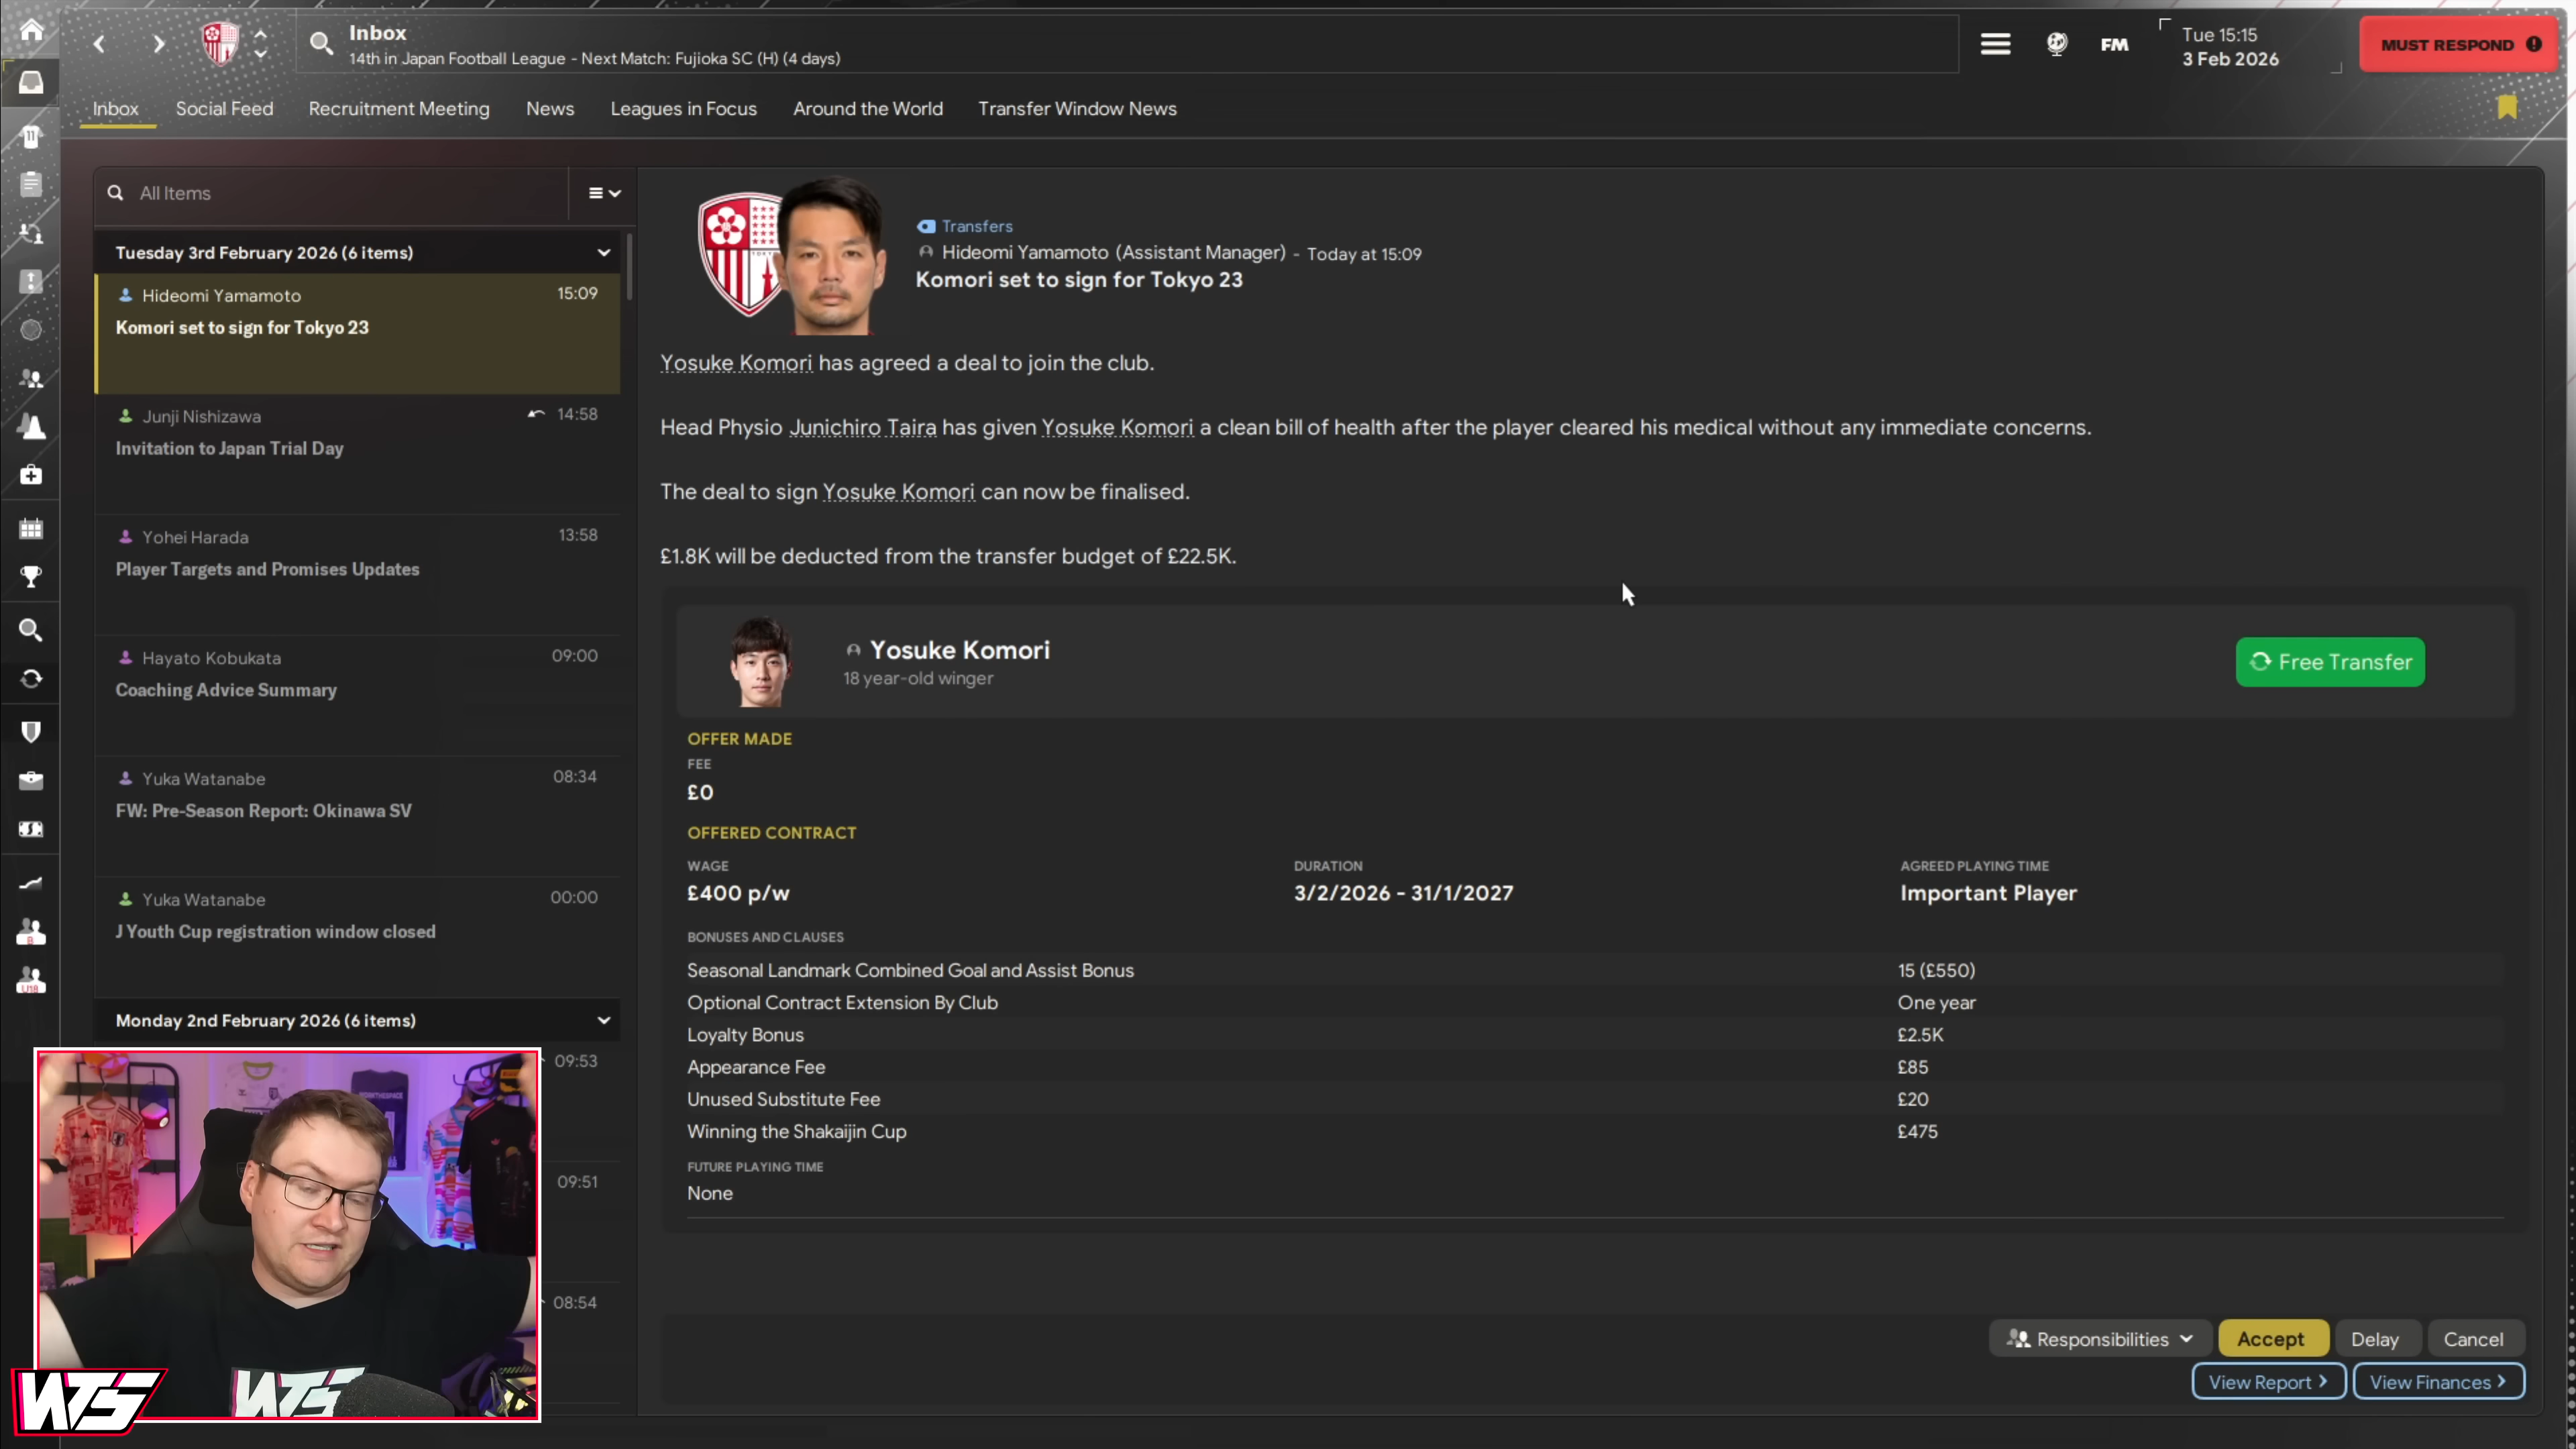 Inbox
14th in Japan Football League - Next Match: Fujioka SC (H) (4 days)
FM
Tue 15:15
3 Feb 2026
MUST RESPOND
Inbox Social Feed Recruitment Meeting News Leagues in Focus Around the World Transfer Window News
All Items
Tuesday 3rd February 2026 (6 items)
Hideomi Yamamoto 15:09
Komori set to sign for Tokyo 23
Junji Nishizawa 14:58
Invitation to Japan Trial Day
Yohei Harada 13:58
Player Targets and Promises Updates
Hayato Kobukata 09:00
Coaching Advice Summary
Yuka Watanabe 08:34
FW: Pre-Season Report: Okinawa SV
Yuka Watanabe 00:00
J Youth Cup registration window closed
Monday 2nd February 2026 (6 items)
09:53
09:51
08:54
Transfers
Hideomi Yamamoto (Assistant Manager) - Today at 15:09
Komori set to sign for Tokyo 23
Yosuke Komori has agreed a deal to join the club.
Head Physio Junichiro Taira has given Yosuke Komori a clean bill of health after the player cleared his medical without any immediate concerns.
The deal to sign Yosuke Komori can now be finalised.
£1.8K will be deducted from the transfer budget of £22.5K.
Yosuke Komori
18 year-old winger
Free Transfer
OFFER MADE
FEE
£0
OFFERED CONTRACT
WAGE DURATION AGREED PLAYING TIME
£400 p/w 3/2/2026 - 31/1/2027 Important Player
BONUSES AND CLAUSES
Seasonal Landmark Combined Goal and Assist Bonus 15 (£550)
Optional Contract Extension By Club One year
Loyalty Bonus £2.5K
Appearance Fee £85
Unused Substitute Fee £20
Winning the Shakaijin Cup £475
FUTURE PLAYING TIME
None
Responsibilities Accept Delay Cancel
View Report View Finances
11
B
U18
WTS
WTS